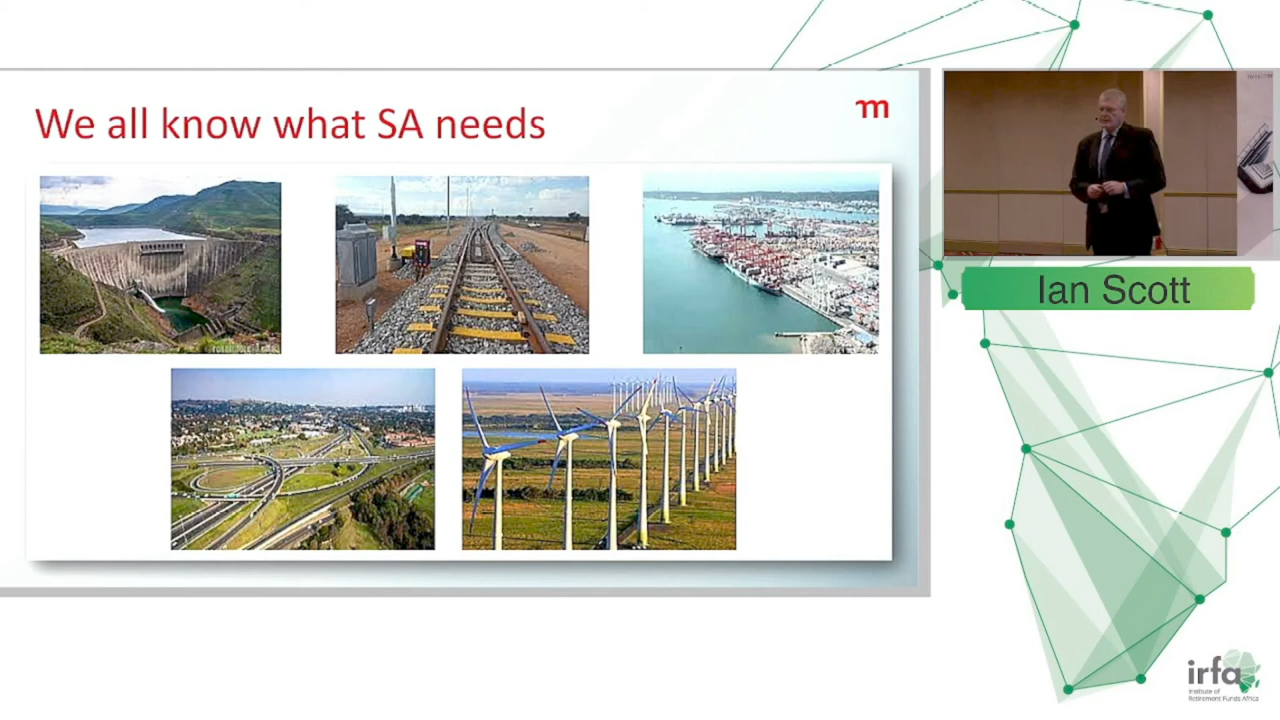 We all know what SA needs
m
Ian Scott
irfa
Institute of
Retirement Funds Africa